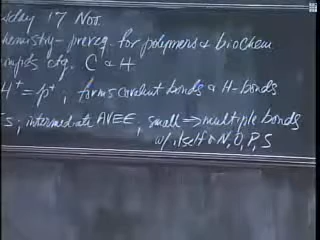 sday 17 Nov.
hemistry - prereq. for polymers & biochem
mpds ctg. C & H
H⁺ = p⁺, forms covalent bonds & H-bonds
's; intermediate AVEE, small ⇒ multiple bonds
w/ itself & N, O, P, S